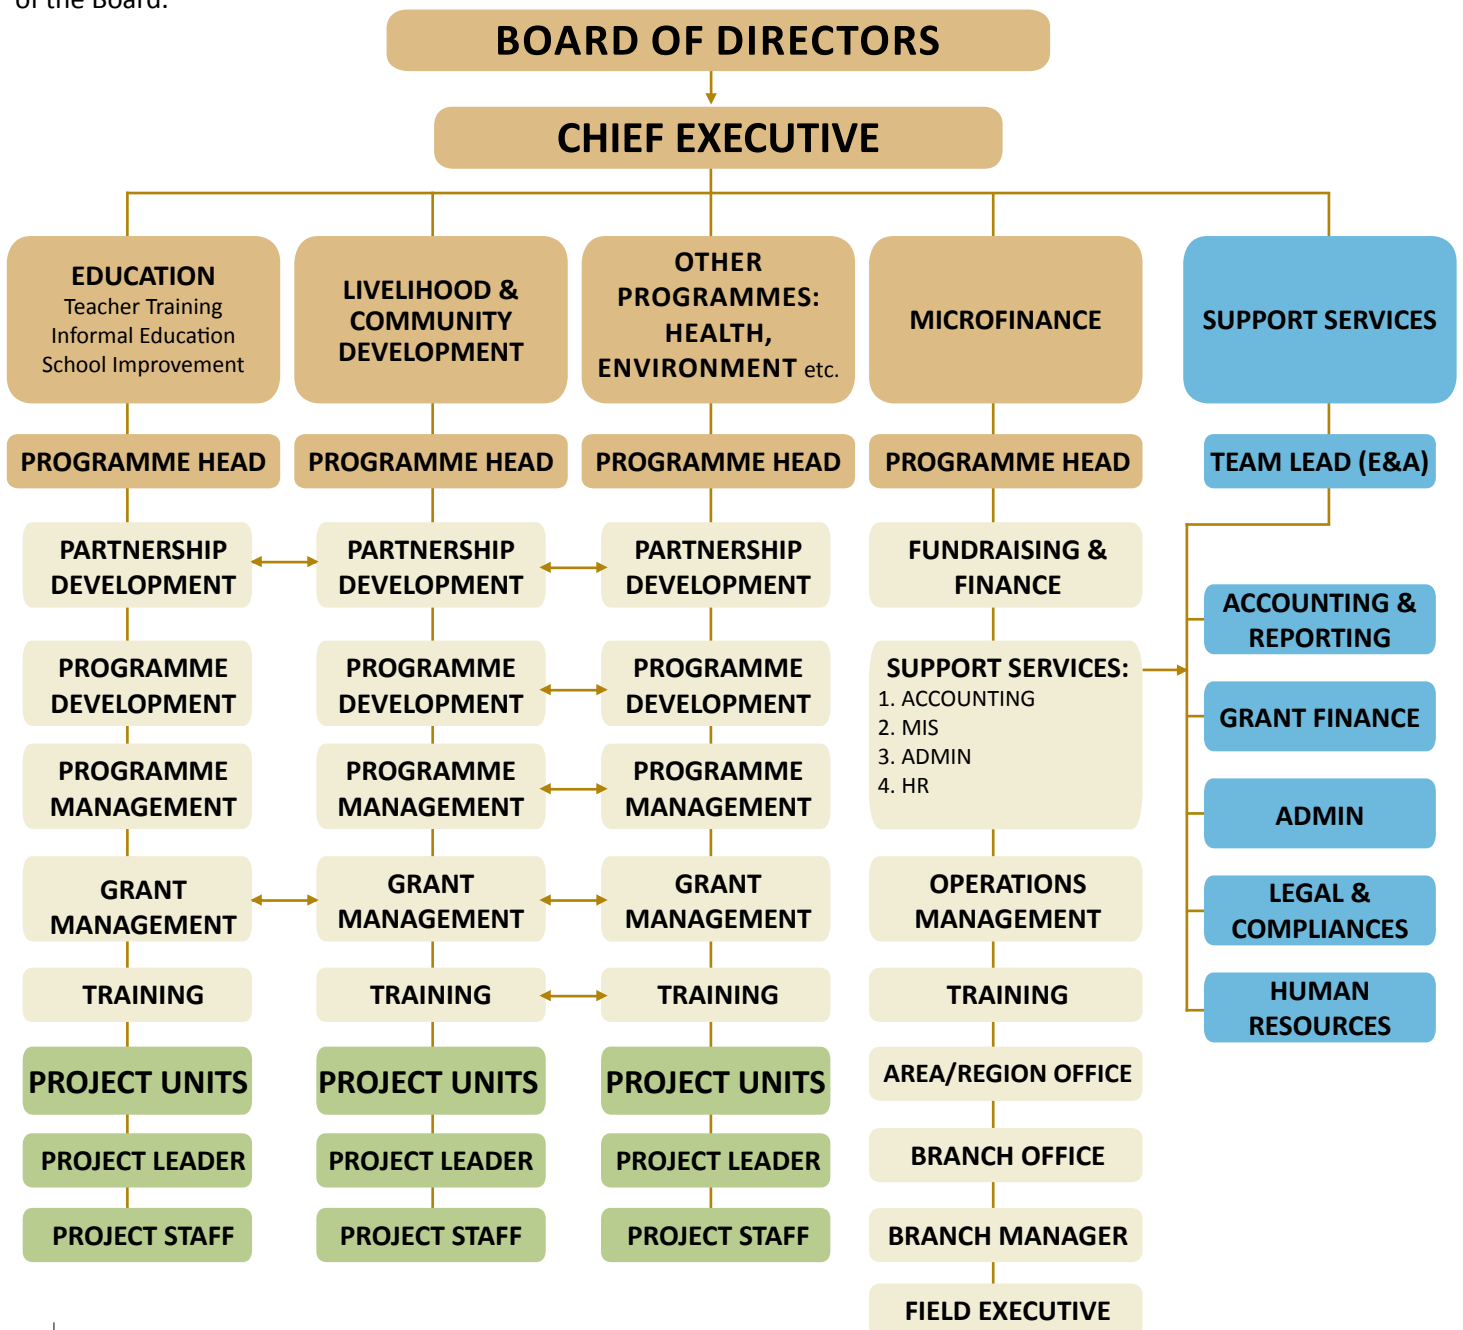 of the Board.
BOARD OF DIRECTORS
CHIEF EXECUTIVE
EDUCATION
Teacher Training
Informal Education
School Improvement
LIVELIHOOD &
COMMUNITY
DEVELOPMENT
OTHER
PROGRAMMES:
HEALTH,
ENVIRONMENT etc.
MICROFINANCE
SUPPORT SERVICES
PROGRAMME HEAD
PROGRAMME HEAD
PROGRAMME HEAD
PROGRAMME HEAD
TEAM LEAD (E&A)
PARTNERSHIP
DEVELOPMENT
PARTNERSHIP
DEVELOPMENT
PARTNERSHIP
DEVELOPMENT
FUNDRAISING &
FINANCE
ACCOUNTING &
REPORTING
PROGRAMME
DEVELOPMENT
PROGRAMME
DEVELOPMENT
PROGRAMME
DEVELOPMENT
SUPPORT SERVICES:
1. ACCOUNTING
2. MIS
3. ADMIN
4. HR
GRANT FINANCE
PROGRAMME
MANAGEMENT
PROGRAMME
MANAGEMENT
PROGRAMME
MANAGEMENT
ADMIN
GRANT
MANAGEMENT
GRANT
MANAGEMENT
GRANT
MANAGEMENT
OPERATIONS
MANAGEMENT
LEGAL &
COMPLIANCES
TRAINING
TRAINING
TRAINING
TRAINING
HUMAN
RESOURCES
PROJECT UNITS
PROJECT UNITS
PROJECT UNITS
AREA/REGION OFFICE
PROJECT LEADER
PROJECT LEADER
PROJECT LEADER
BRANCH OFFICE
PROJECT STAFF
PROJECT STAFF
PROJECT STAFF
BRANCH MANAGER
FIELD EXECUTIVE